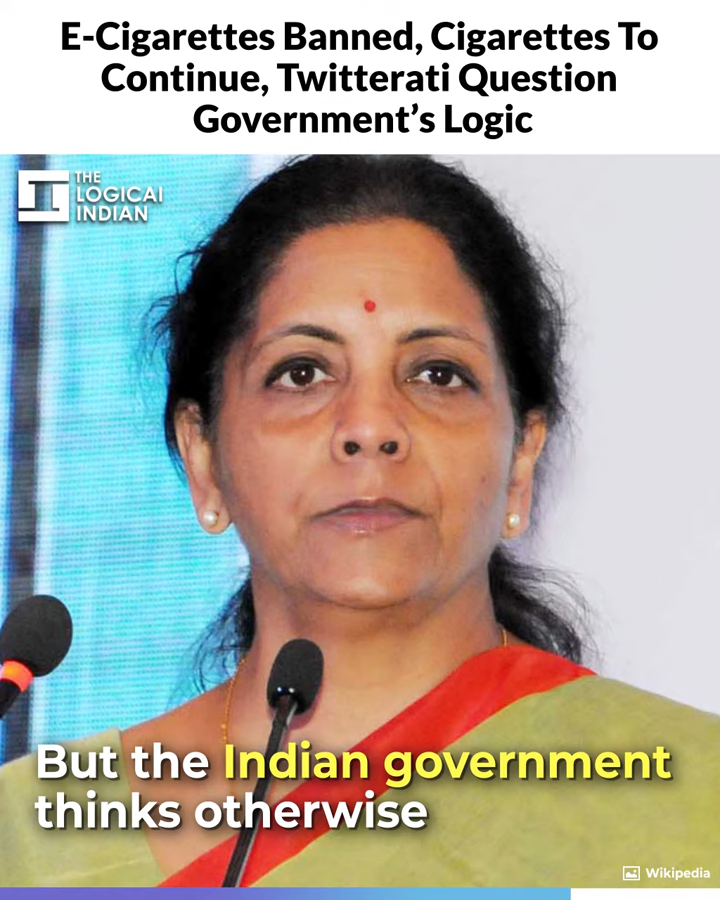 E-Cigarettes Banned, Cigarettes To
Continue, Twitterati Question
Government’s Logic
THE
LOGICAL
INDIAN
But the Indian government
thinks otherwise
Wikipedia